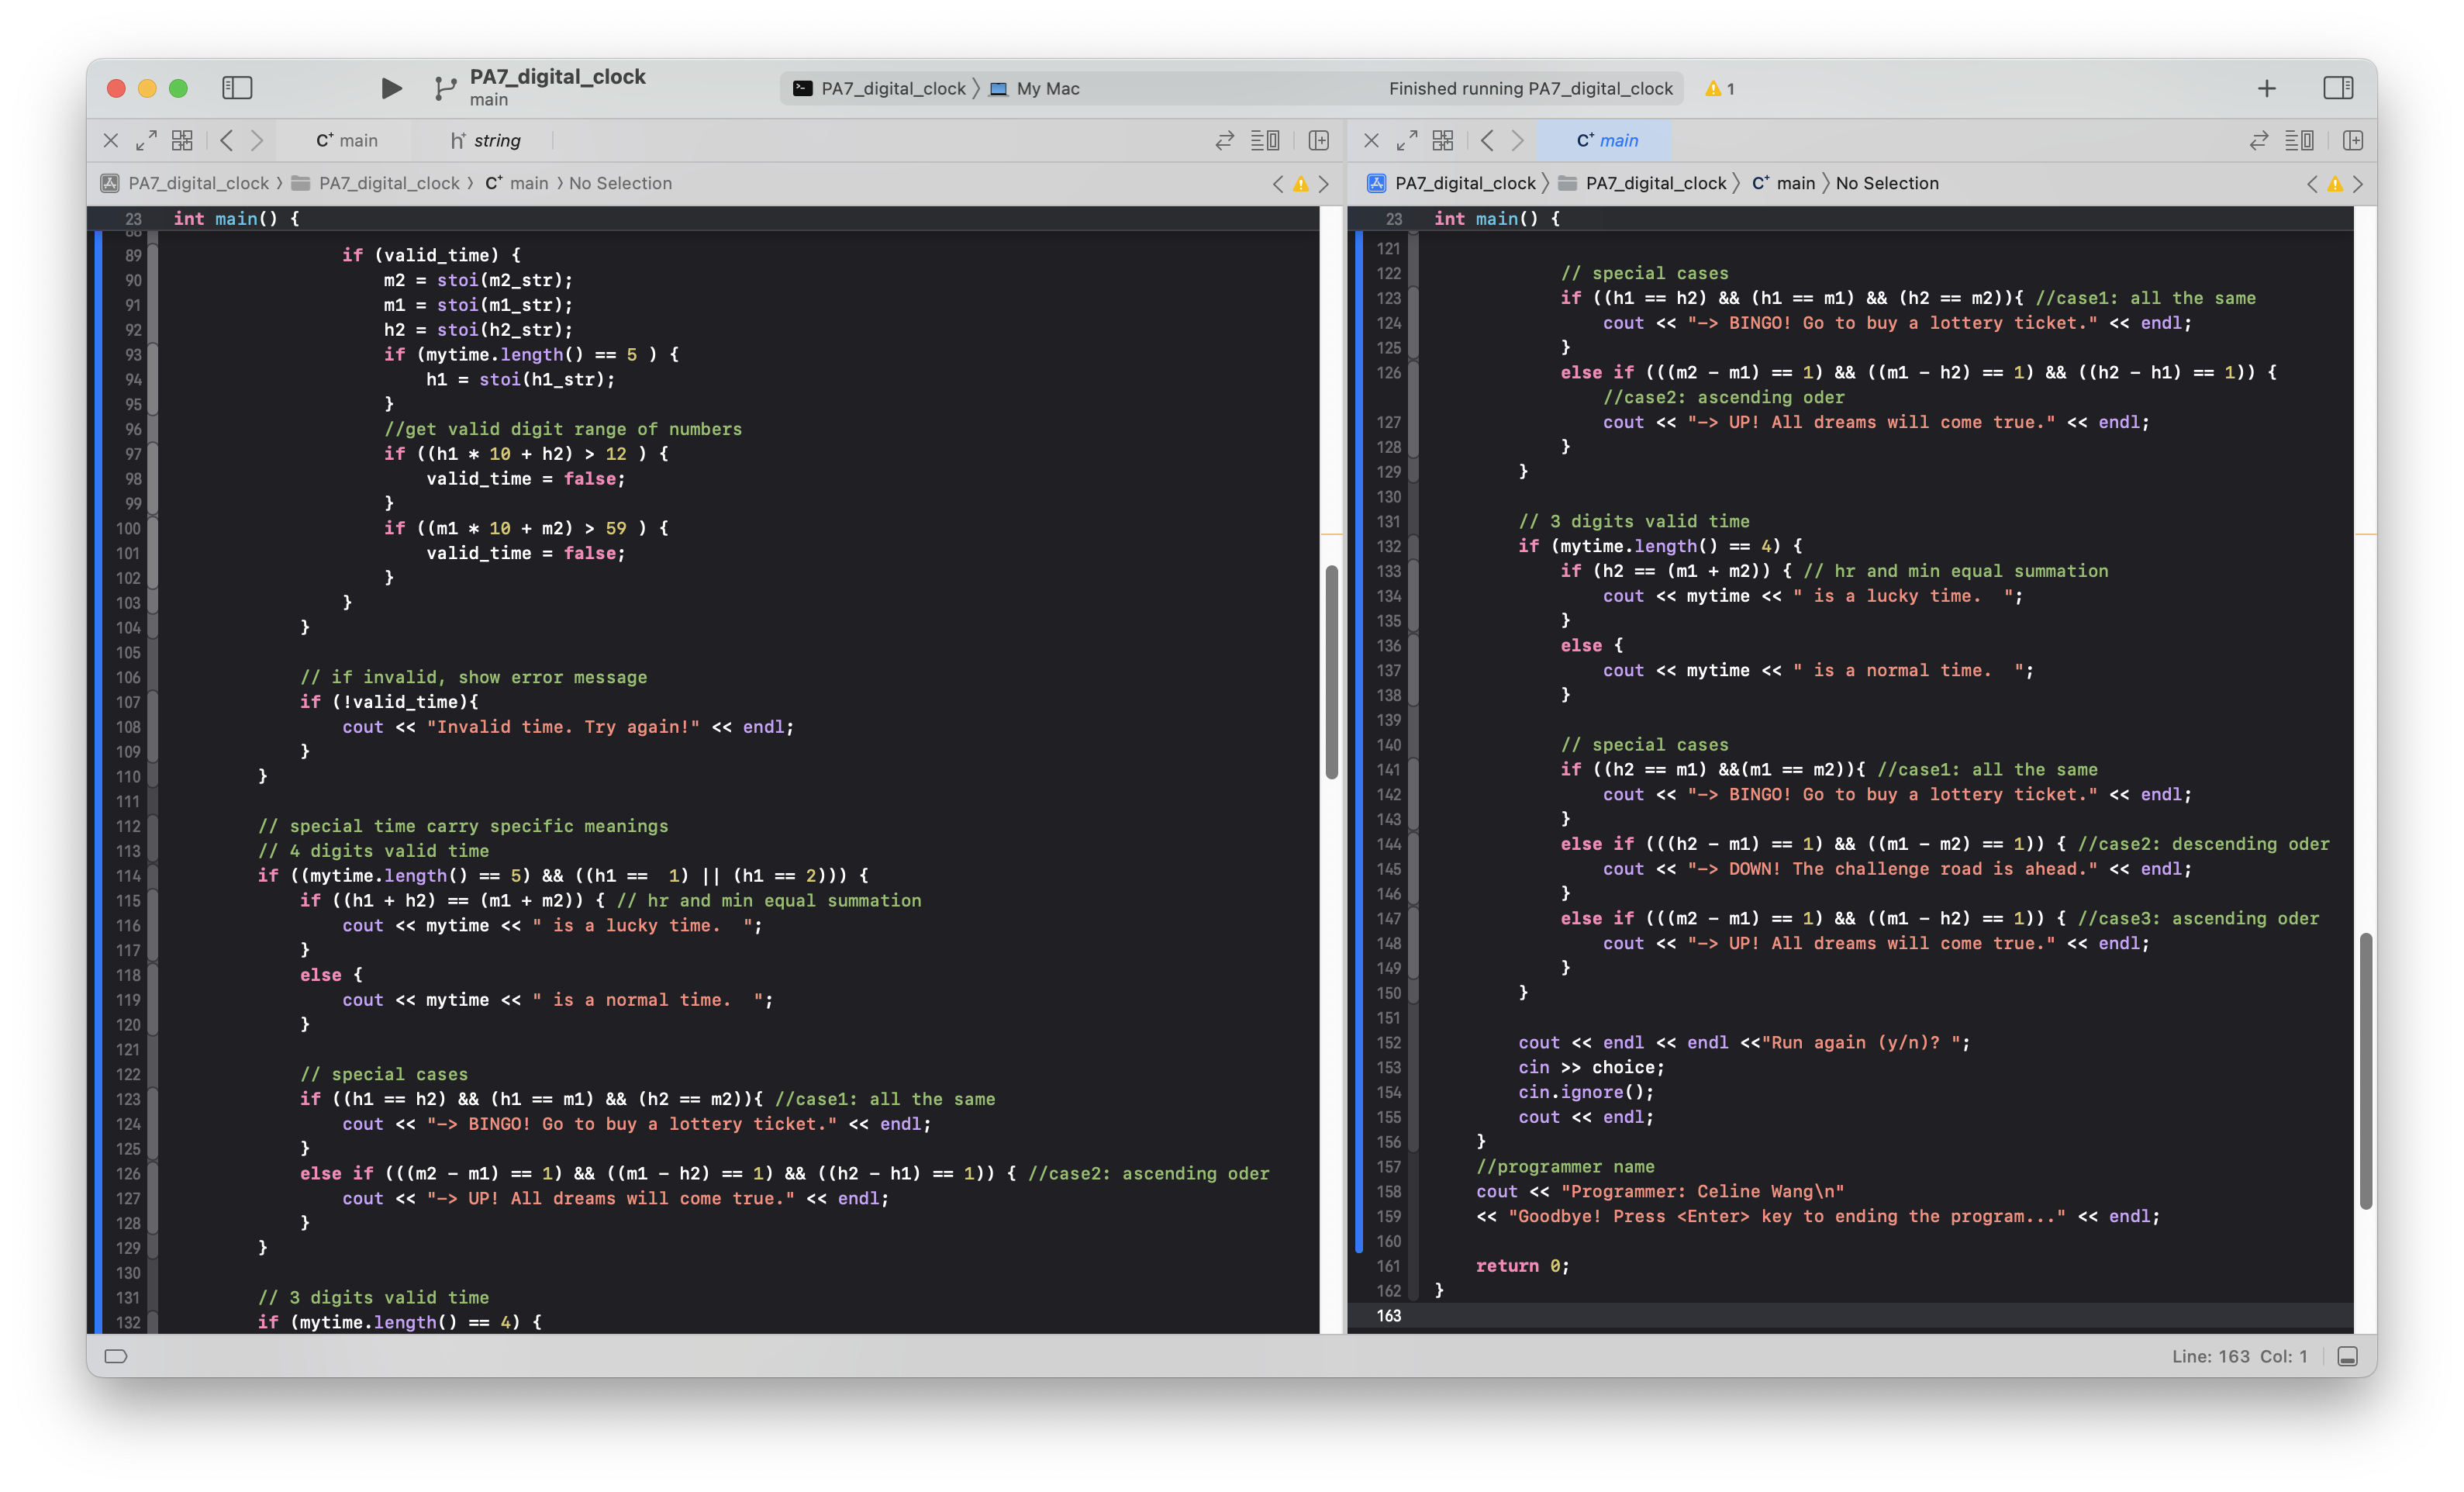 PA7_digital_clock
main
PA7_digital_clock 〉 My Mac
Finished running PA7_digital_clock
1
C+ main
h+ string
PA7_digital_clock 〉 PA7_digital_clock 〉 C+ main 〉 No Selection
23 int main() {
88
89 if (valid_time) {
90 m2 = stoi(m2_str);
91 m1 = stoi(m1_str);
92 h2 = stoi(h2_str);
93 if (mytime.length() == 5 ) {
94 h1 = stoi(h1_str);
95 }
96 //get valid digit range of numbers
97 if ((h1 * 10 + h2) > 12 ) {
98 valid_time = false;
99 }
100 if ((m1 * 10 + m2) > 59 ) {
101 valid_time = false;
102 }
103 }
104 }
105
106 // if invalid, show error message
107 if (!valid_time){
108 cout << "Invalid time. Try again!" << endl;
109 }
110 }
111
112 // special time carry specific meanings
113 // 4 digits valid time
114 if ((mytime.length() == 5) && ((h1 ==  1) || (h1 == 2))) {
115 if ((h1 + h2) == (m1 + m2)) { // hr and min equal summation
116 cout << mytime << " is a lucky time.  ";
117 }
118 else {
119 cout << mytime << " is a normal time.  ";
120 }
121
122 // special cases
123 if ((h1 == h2) && (h1 == m1) && (h2 == m2)){ //case1: all the same
124 cout << "-> BINGO! Go to buy a lottery ticket." << endl;
125 }
126 else if (((m2 - m1) == 1) && ((m1 - h2) == 1) && ((h2 - h1) == 1)) { //case2: ascending oder
127 cout << "-> UP! All dreams will come true." << endl;
128 }
129 }
130
131 // 3 digits valid time
132 if (mytime.length() == 4) {
C+ main
PA7_digital_clock 〉 PA7_digital_clock 〉 C+ main 〉 No Selection
23 int main() {
121
122 // special cases
123 if ((h1 == h2) && (h1 == m1) && (h2 == m2)){ //case1: all the same
124 cout << "-> BINGO! Go to buy a lottery ticket." << endl;
125 }
126 else if (((m2 - m1) == 1) && ((m1 - h2) == 1) && ((h2 - h1) == 1)) {
//case2: ascending oder
127 cout << "-> UP! All dreams will come true." << endl;
128 }
129 }
130
131 // 3 digits valid time
132 if (mytime.length() == 4) {
133 if (h2 == (m1 + m2)) { // hr and min equal summation
134 cout << mytime << " is a lucky time.  ";
135 }
136 else {
137 cout << mytime << " is a normal time.  ";
138 }
139
140 // special cases
141 if ((h2 == m1) &&(m1 == m2)){ //case1: all the same
142 cout << "-> BINGO! Go to buy a lottery ticket." << endl;
143 }
144 else if (((h2 - m1) == 1) && ((m1 - m2) == 1)) { //case2: descending oder
145 cout << "-> DOWN! The challenge road is ahead." << endl;
146 }
147 else if (((m2 - m1) == 1) && ((m1 - h2) == 1)) { //case3: ascending oder
148 cout << "-> UP! All dreams will come true." << endl;
149 }
150 }
151
152 cout << endl << endl <<"Run again (y/n)? ";
153 cin >> choice;
154 cin.ignore();
155 cout << endl;
156 }
157 //programmer name
158 cout << "Programmer: Celine Wang\n"
159 << "Goodbye! Press <Enter> key to ending the program..." << endl;
160
161 return 0;
162 }
163
Line: 163 Col: 1